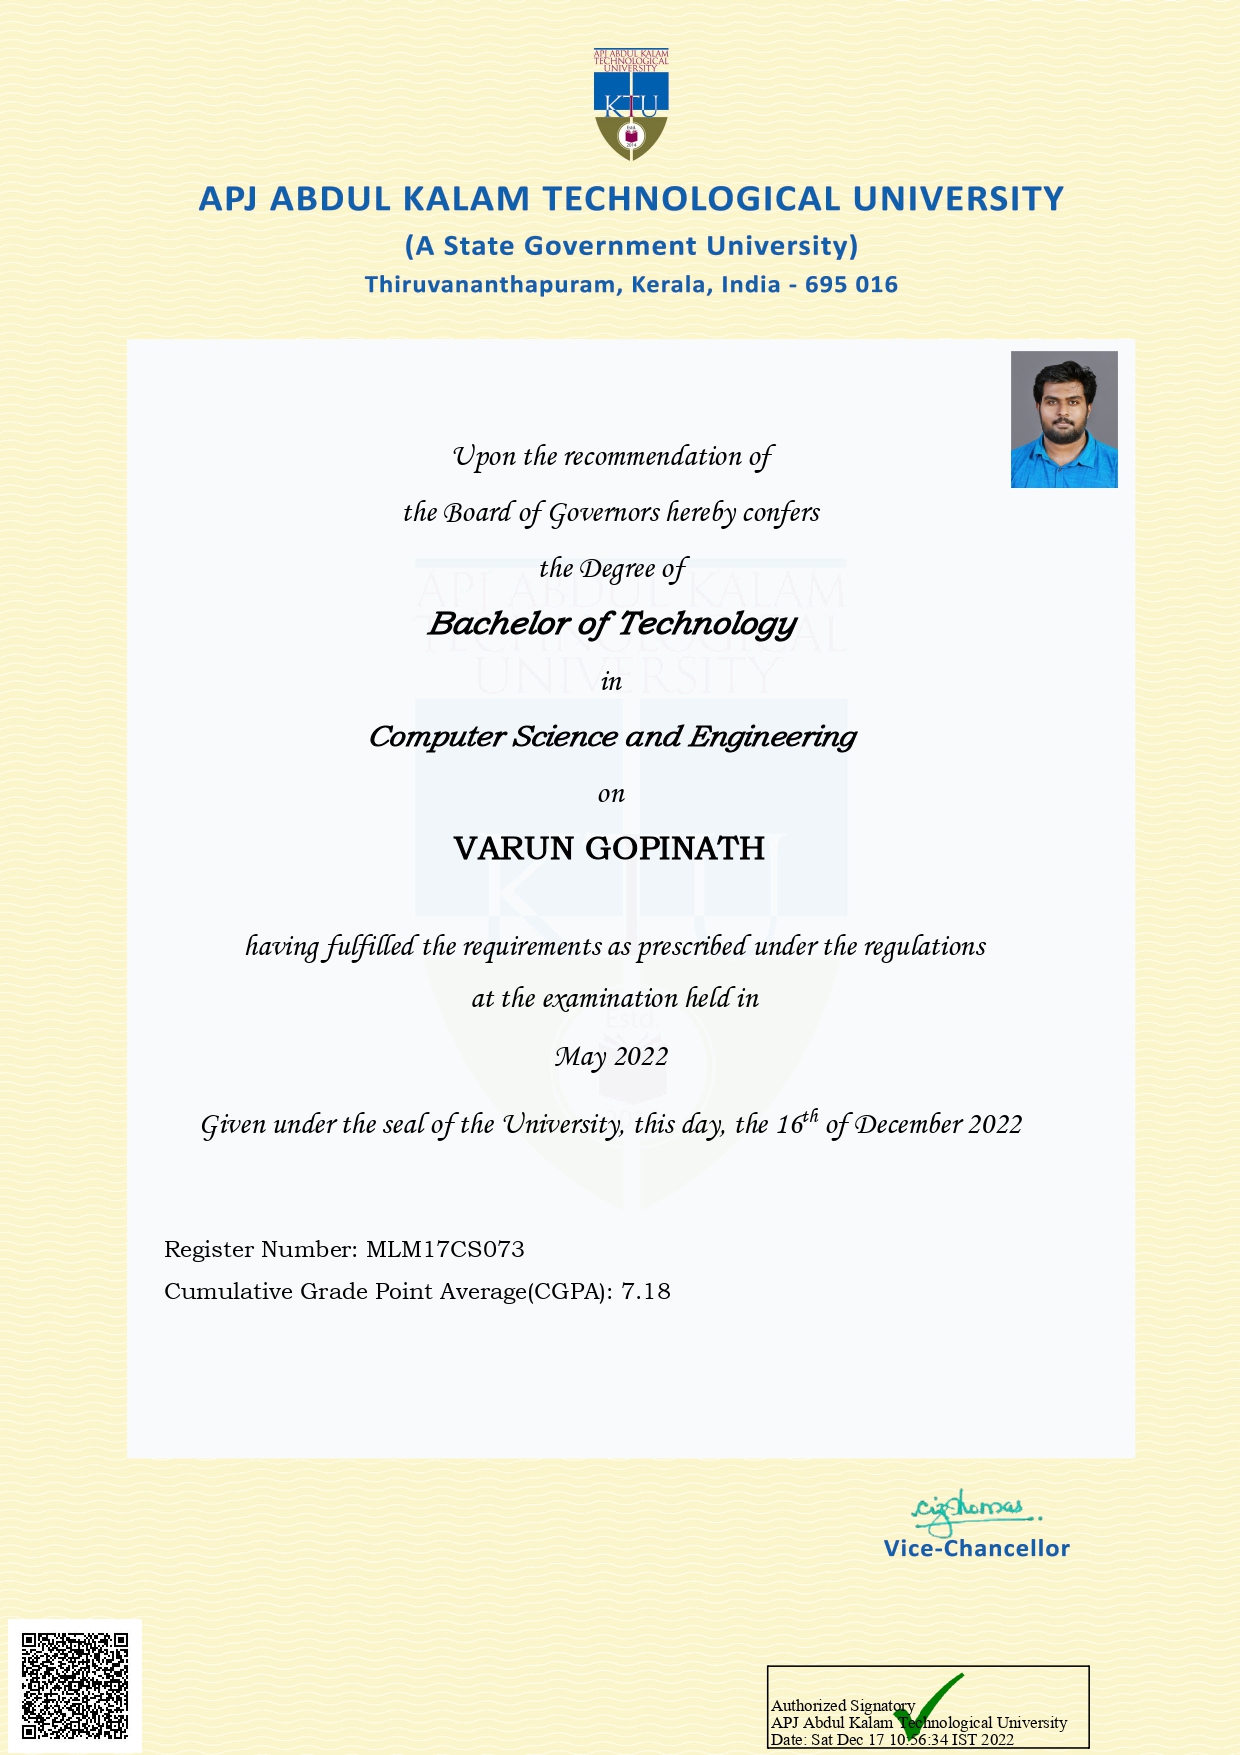 APJ ABDUL KALAM
TECHNOLOGICAL
UNIVERSITY
KTU
Estd.
2014
APJ ABDUL KALAM TECHNOLOGICAL UNIVERSITY
(A State Government University)
Thiruvananthapuram, Kerala, India - 695 016
Upon the recommendation of
the Board of Governors hereby confers
the Degree of
Bachelor of Technology
in
Computer Science and Engineering
on
VARUN GOPINATH
having fulfilled the requirements as prescribed under the regulations
at the examination held in
May 2022
Given under the seal of the University, this day, the 16th of December 2022
Register Number: MLM17CS073
Cumulative Grade Point Average(CGPA): 7.18
cizthomas
Vice-Chancellor
Authorized Signatory
APJ Abdul Kalam Technological University
Date: Sat Dec 17 10:56:34 IST 2022